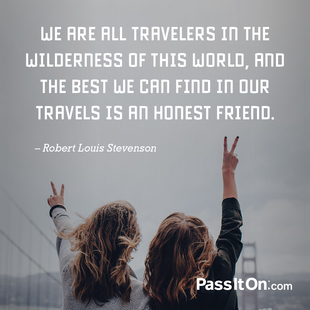 WE ARE ALL TRAVELERS IN THE
WILDERNESS OF THIS WORLD, AND
THE BEST WE CAN FIND IN OUR
TRAVELS IS AN HONEST FRIEND.
– Robert Louis Stevenson
PassItOn.com